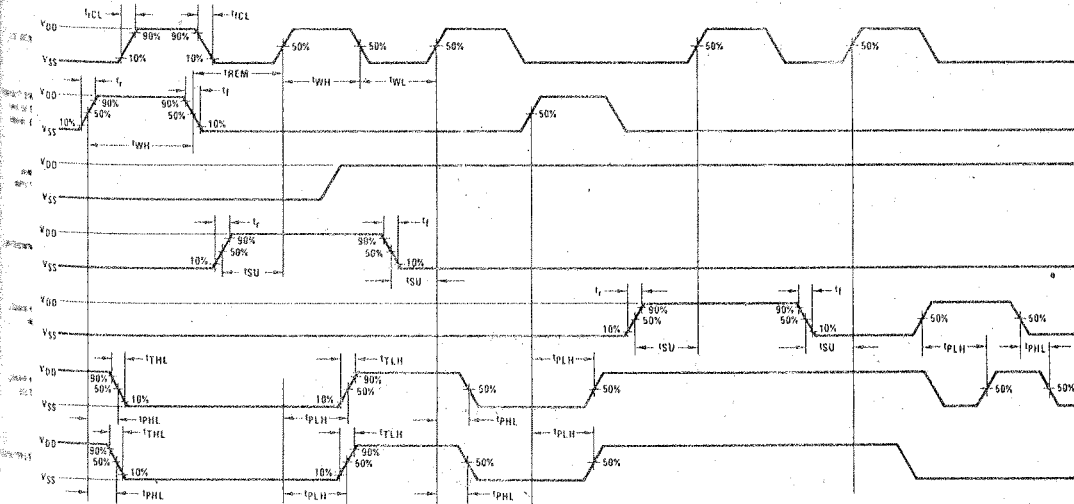 tfCL trCL
VDD 90% 90% 50% 50% 50% 50% 50%
VSS 10% 10%
tREM tWH tWL
tr tf
VDD 90% 90%
50% 50% 50%
VSS 10% 10%
tWH
VDD
VSS
tr tf
VDD 90% 90%
50% 50%
VSS 10% 10%
tSU tSU
tr tf
VDD 90% 90%
50% 50% 50% 50%
VSS 10% 10%
tSU tSU tPLH tPHL
tTHL tTLH tPLH
VDD 90% 90%
50% 50% 50% 50% 50% 50%
VSS 10% 10%
tPHL tPLH tPHL
tTHL tTLH tPLH
VDD 90% 90%
50% 50% 50% 50%
VSS 10% 10%
tPHL tPLH tPHL